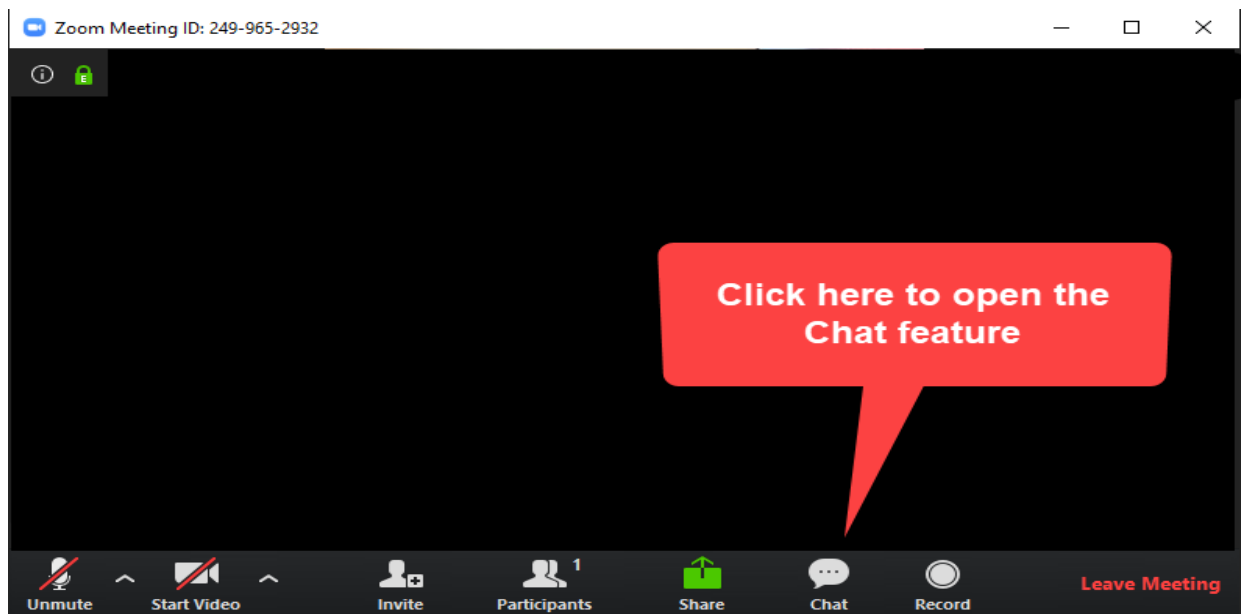 Zoom Meeting ID: 249-965-2932
E
Click here to open the
Chat feature
1
Unmute Start Video Invite Participants Share Chat Record Leave Meeting